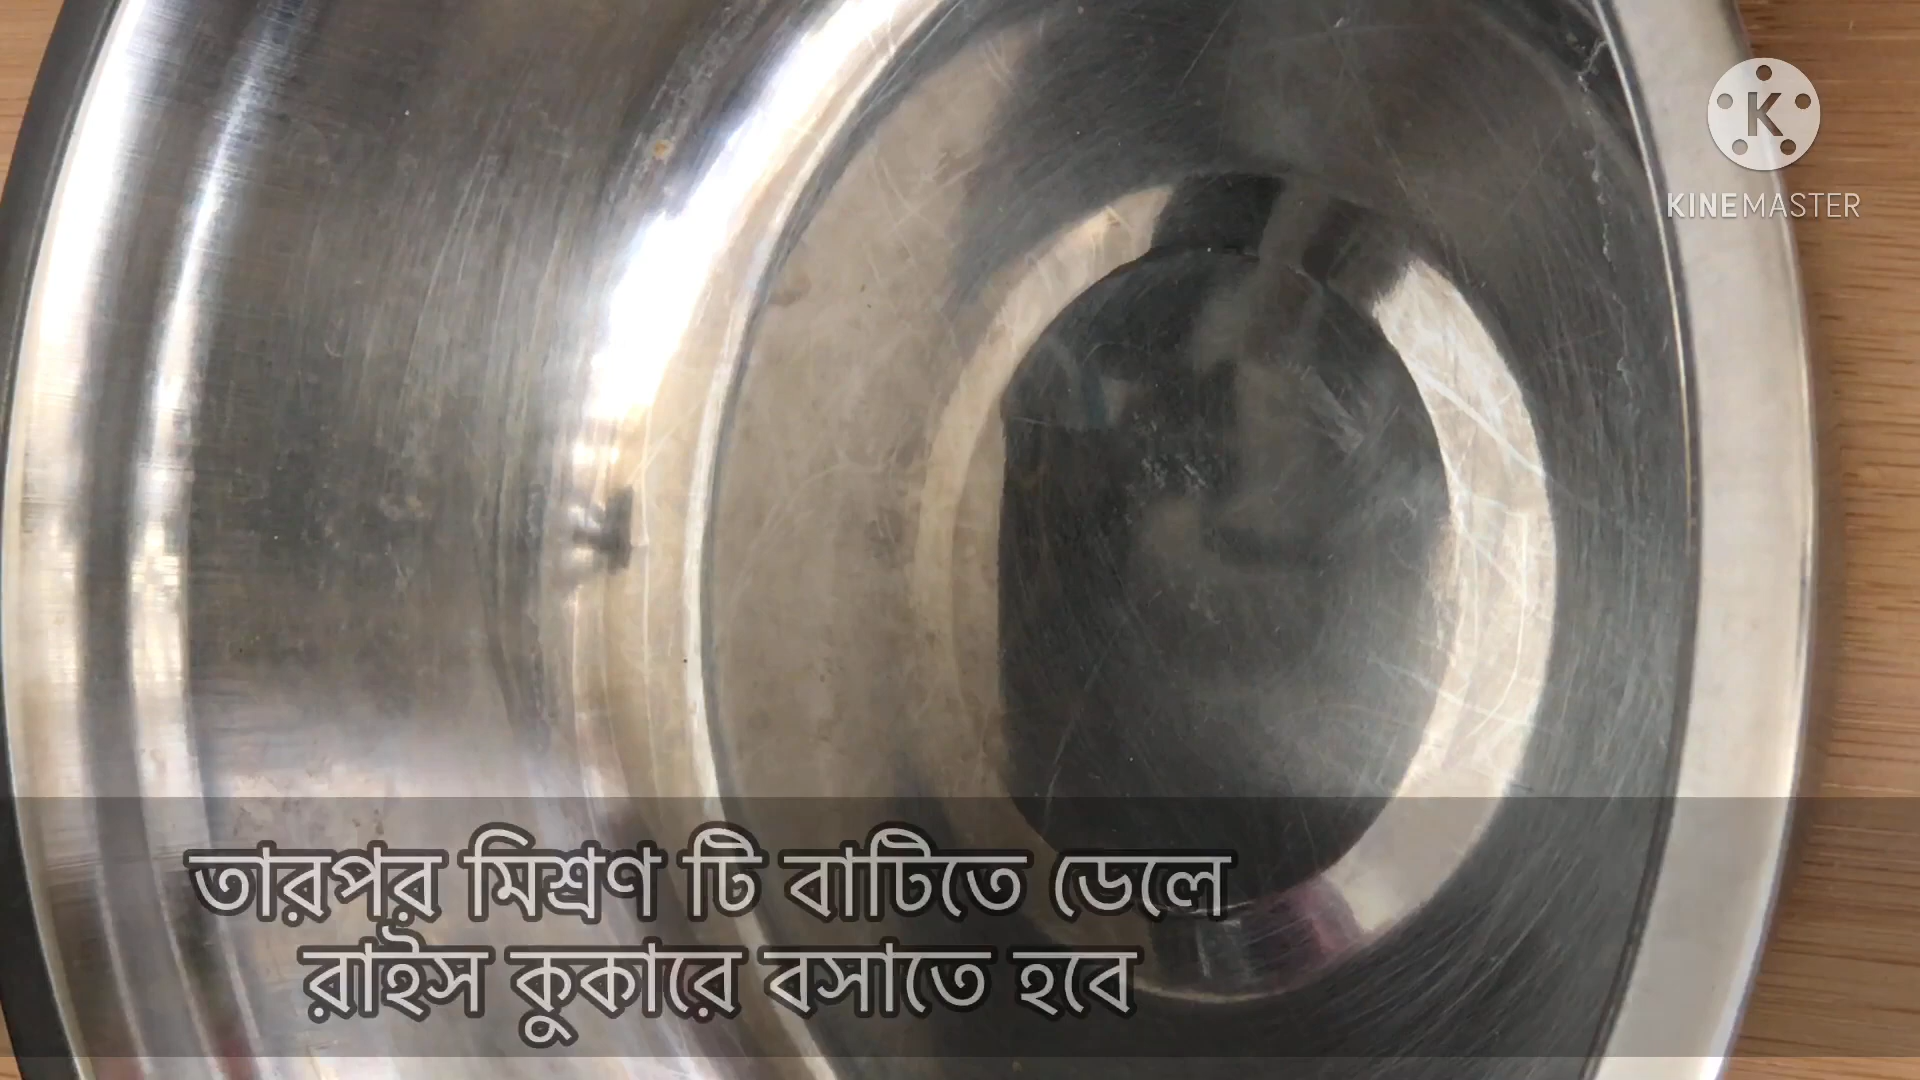 K
KINEMASTER
তারপর মিশ্রণ টি বাটিতে ডেলে
রাইস কুকারে বসাতে হবে